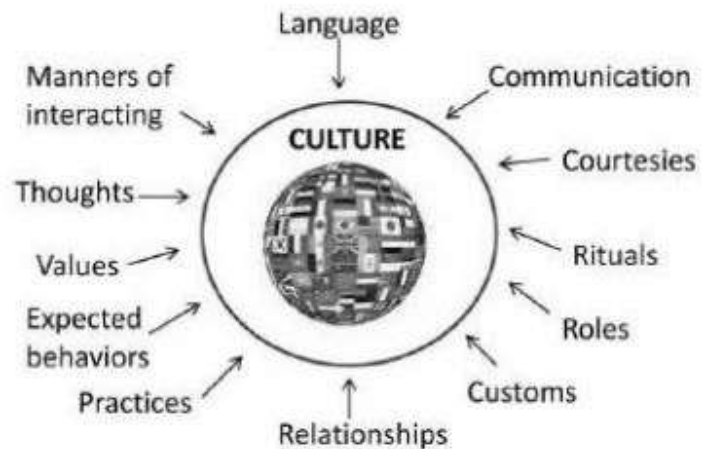 Language
Manners of
interacting
Communication
CULTURE
Courtesies
Thoughts
Values
Rituals
Expected
behaviors
Roles
Practices
Customs
Relationships